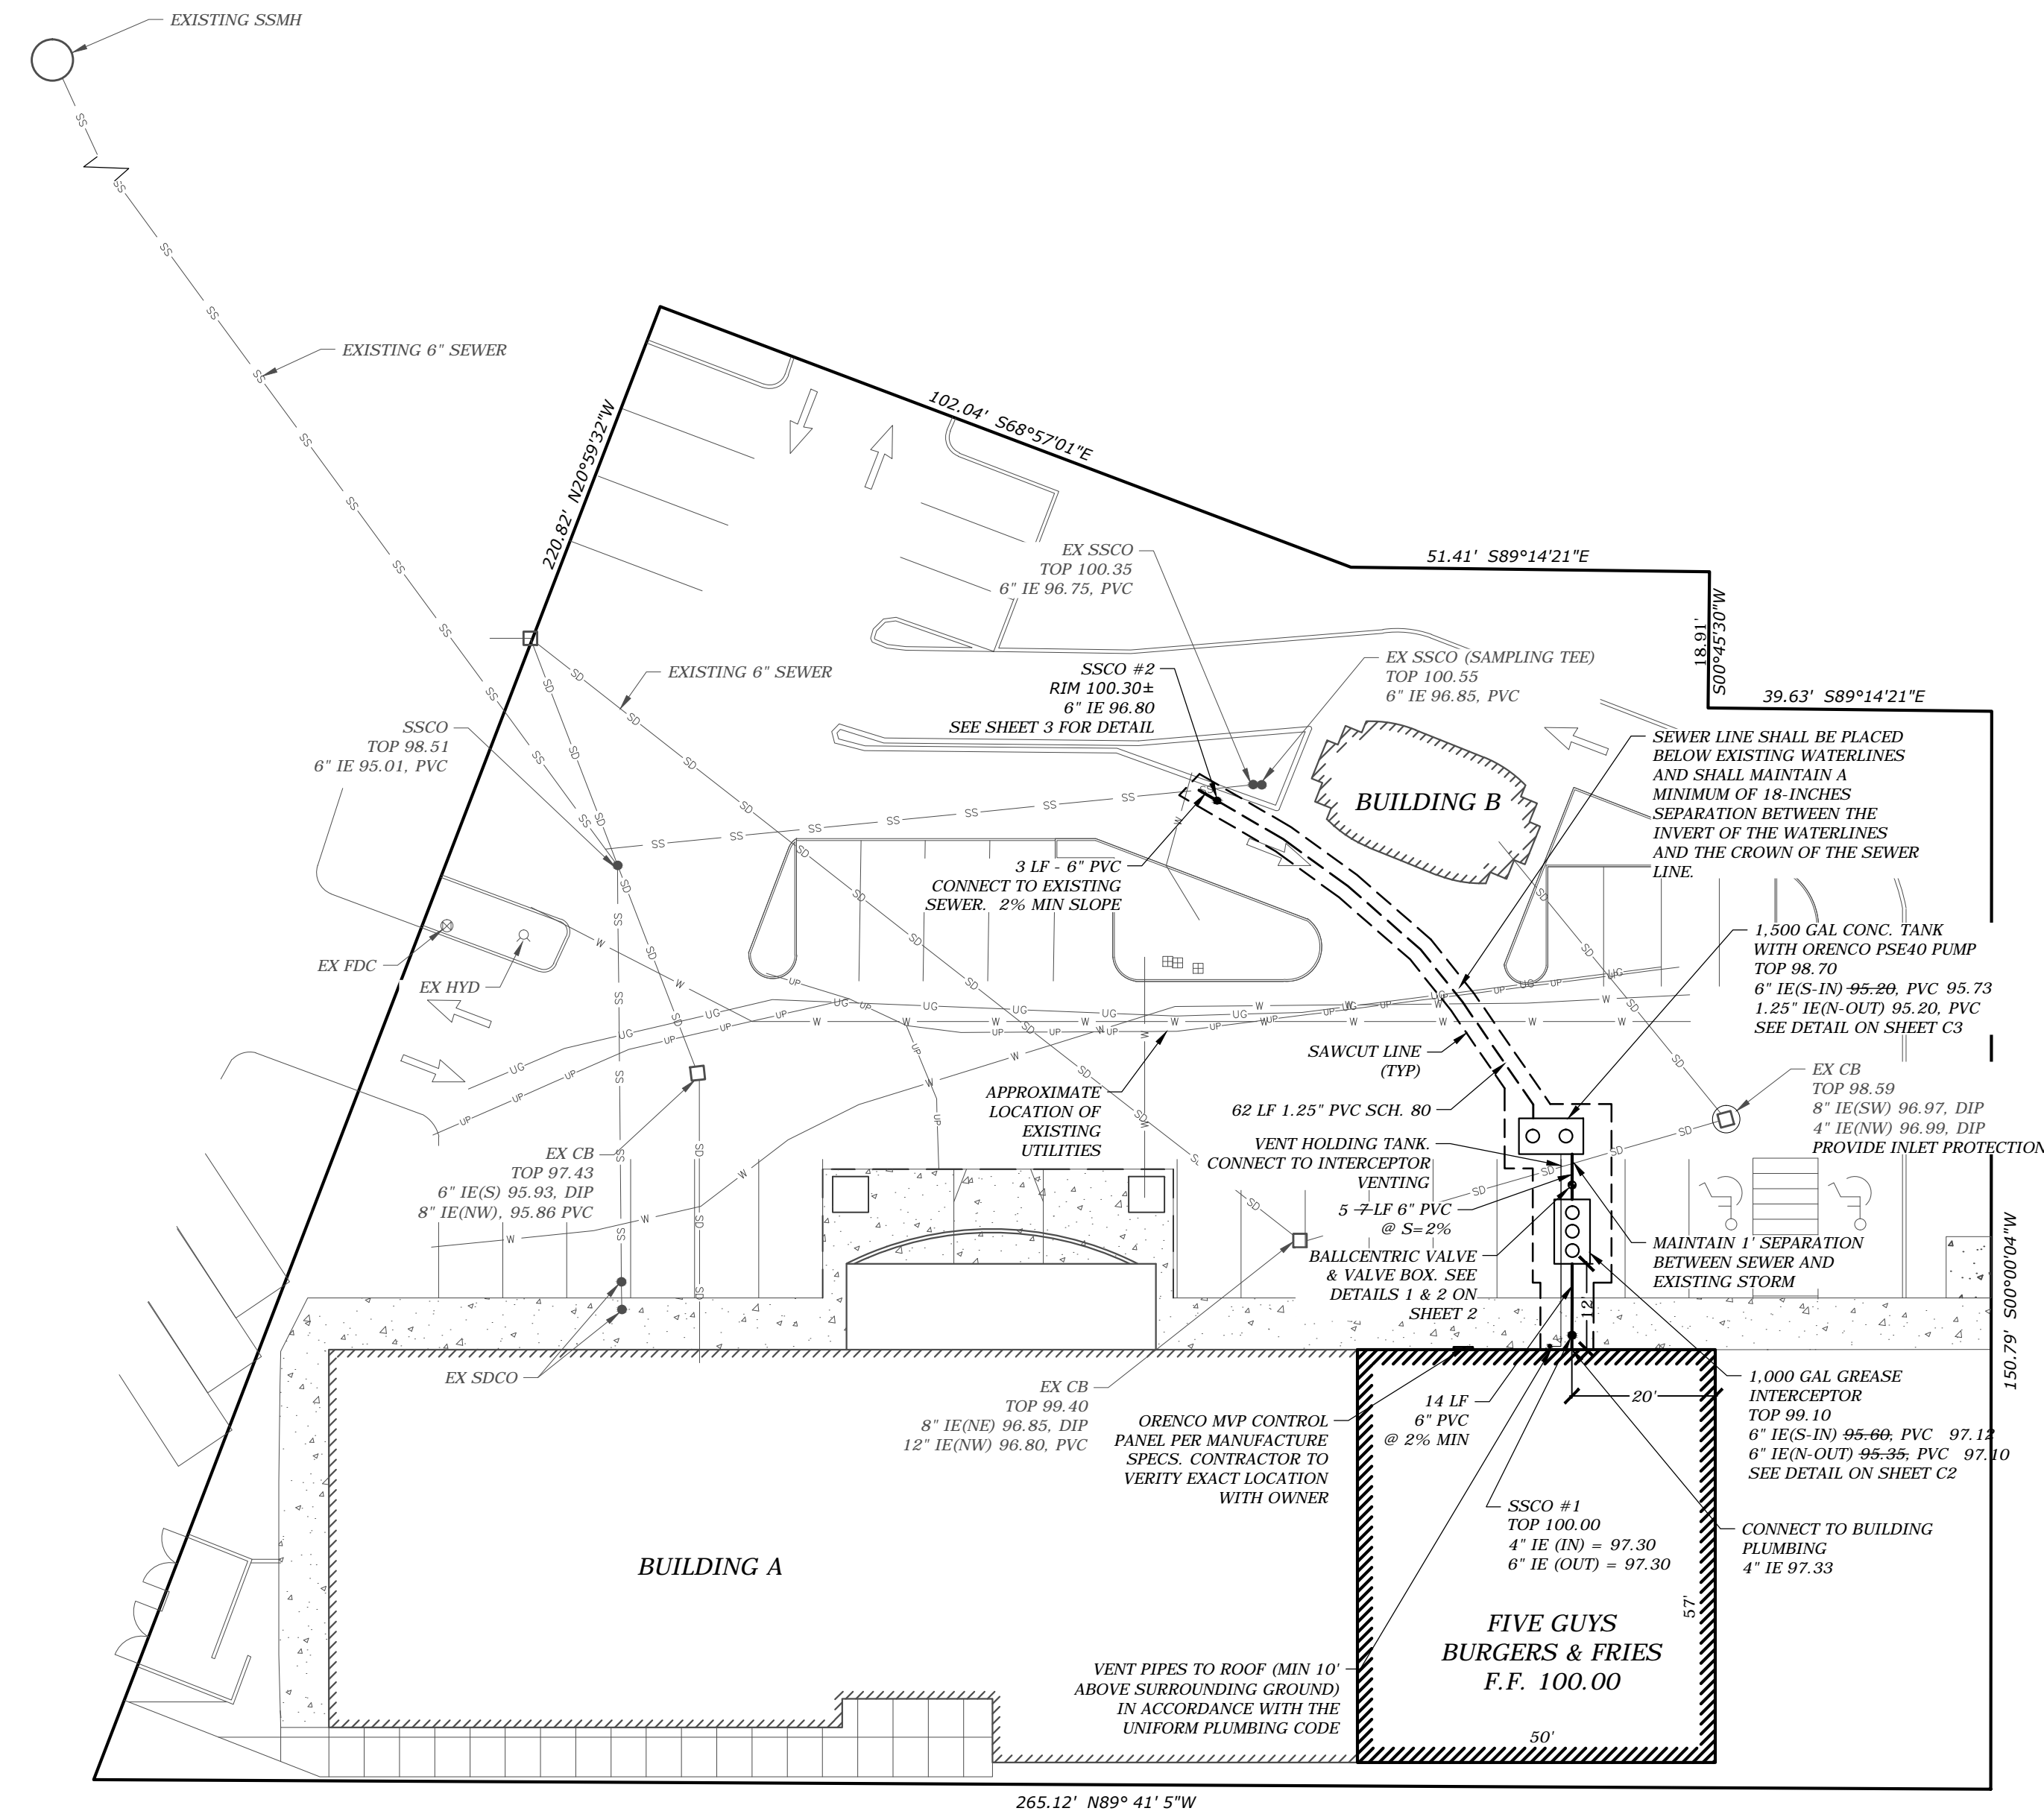 EXISTING SSMH
EXISTING 6" SEWER
220.82' N20°59'32"W
102.04' S68°57'01"E
51.41' S89°14'21"E
18.91'
S00°45'30"W
39.63' S89°14'21"E
EX SSCO
TOP 100.35
6" IE 96.75, PVC
EXISTING 6" SEWER
SSCO #2
RIM 100.30±
6" IE 96.80
SEE SHEET 3 FOR DETAIL
EX SSCO (SAMPLING TEE)
TOP 100.55
6" IE 96.85, PVC
SSCO
TOP 98.51
6" IE 95.01, PVC
BUILDING B
SEWER LINE SHALL BE PLACED
BELOW EXISTING WATERLINES
AND SHALL MAINTAIN A
MINIMUM OF 18-INCHES
SEPARATION BETWEEN THE
INVERT OF THE WATERLINES
AND THE CROWN OF THE SEWER
LINE.
3 LF - 6" PVC
CONNECT TO EXISTING
SEWER. 2% MIN SLOPE
EX FDC
EX HYD
1,500 GAL CONC. TANK
WITH ORENCO PSE40 PUMP
TOP 98.70
6" IE(S-IN) 95.20, PVC 95.73
1.25" IE(N-OUT) 95.20, PVC
SEE DETAIL ON SHEET C3
SAWCUT LINE
(TYP)
APPROXIMATE
LOCATION OF
EXISTING
UTILITIES
62 LF 1.25" PVC SCH. 80
EX CB
TOP 98.59
8" IE(SW) 96.97, DIP
4" IE(NW) 96.99, DIP
PROVIDE INLET PROTECTION
VENT HOLDING TANK.
CONNECT TO INTERCEPTOR
VENTING
EX CB
TOP 97.43
6" IE(S) 95.93, DIP
8" IE(NW), 95.86 PVC
5 7 LF 6" PVC
@ S=2%
BALLCENTRIC VALVE
& VALVE BOX. SEE
DETAILS 1 & 2 ON
SHEET 2
MAINTAIN 1' SEPARATION
BETWEEN SEWER AND
EXISTING STORM
12'
150.79' S00°00'04"W
EX SDCO
EX CB
TOP 99.40
8" IE(NE) 96.85, DIP
12" IE(NW) 96.80, PVC
ORENCO MVP CONTROL
PANEL PER MANUFACTURE
SPECS. CONTRACTOR TO
VERITY EXACT LOCATION
WITH OWNER
14 LF
6" PVC
@ 2% MIN
20'
1,000 GAL GREASE
INTERCEPTOR
TOP 99.10
6" IE(S-IN) 95.60, PVC 97.12
6" IE(N-OUT) 95.35, PVC 97.10
SEE DETAIL ON SHEET C2
SSCO #1
TOP 100.00
4" IE (IN) = 97.30
6" IE (OUT) = 97.30
CONNECT TO BUILDING
PLUMBING
4" IE 97.33
BUILDING A
57'
FIVE GUYS
BURGERS & FRIES
F.F. 100.00
VENT PIPES TO ROOF (MIN 10'
ABOVE SURROUNDING GROUND)
IN ACCORDANCE WITH THE
UNIFORM PLUMBING CODE
50'
265.12' N89° 41' 5"W